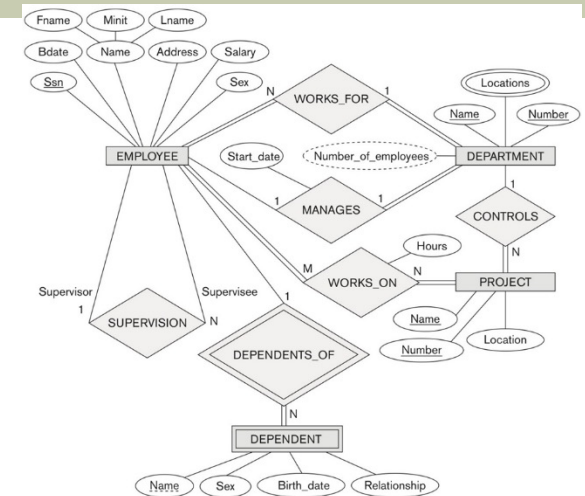 Fname Minit Lname
Bdate Name Address Salary
Ssn Sex
N WORKS_FOR 1
Locations
Name Number
EMPLOYEE Start_date Number_of_employees DEPARTMENT
1 MANAGES 1
1
CONTROLS
N
Hours
M WORKS_ON N
PROJECT
Supervisor Supervisee
1 SUPERVISION N
1
Name
Number Location
DEPENDENTS_OF
N
DEPENDENT
Name Sex Birth_date Relationship